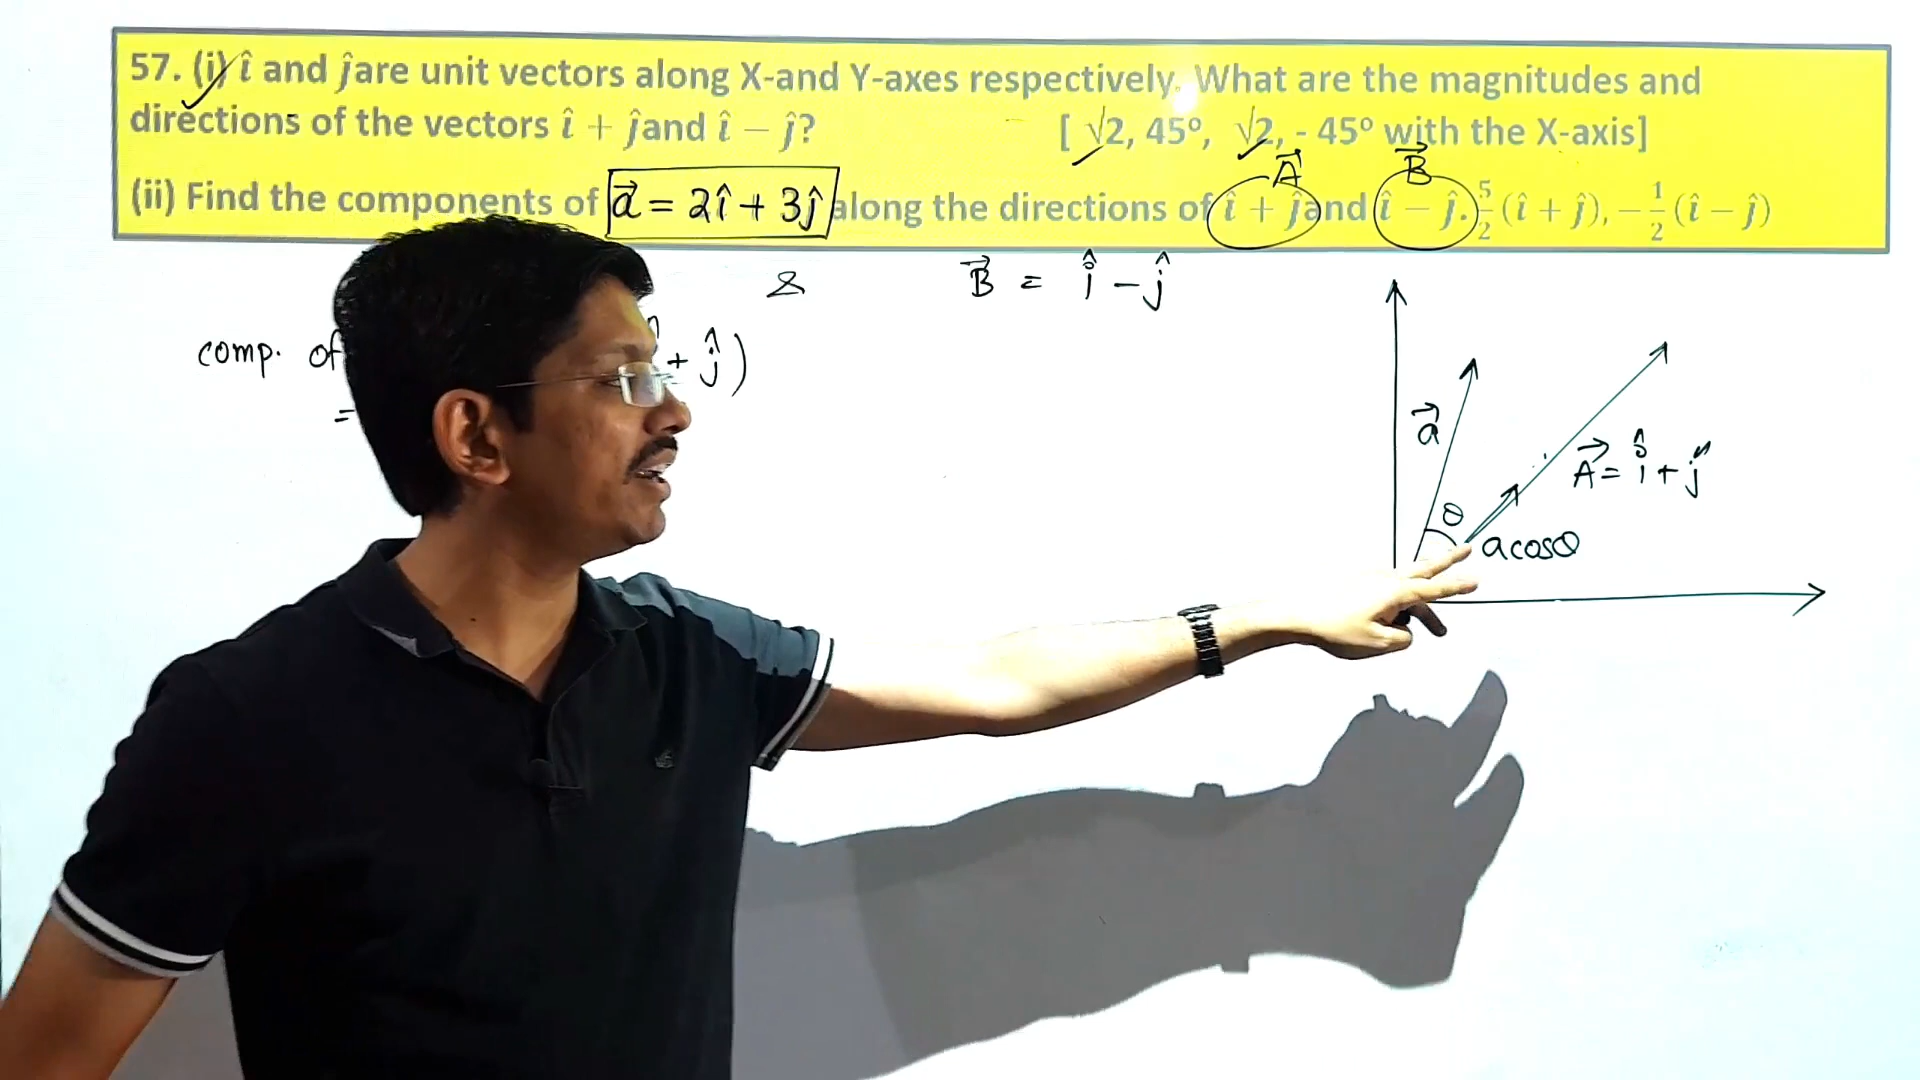 57. (i) î and ĵ are unit vectors along X-and Y-axes respectively. What are the magnitudes and
directions of the vectors î + ĵ and î − ĵ? [ √2, 45º, √2, - 45º with the X-axis]
A⃗ B⃗
(ii) Find the components of a⃗ = 2î + 3ĵ along the directions of î + ĵ and î − ĵ. 5/2 (î + ĵ), −1/2 (î − ĵ)
& B⃗ = î − ĵ
comp. of + ĵ)
=
a⃗
A⃗ = î + ĵ
θ
a cosθ